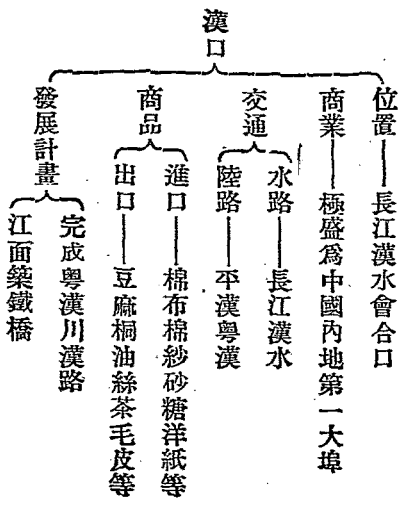 漢口
位置——長江漢水會合口
商業——極盛爲中國內地第一大埠
交通
水路——長江漢水
陸路——平漢粤漢
商品
進口——棉布棉紗砂糖洋紙等
出口——豆麻桐油絲茶毛皮等
發展計畫
完成粤漢川漢路
江面築鐵橋